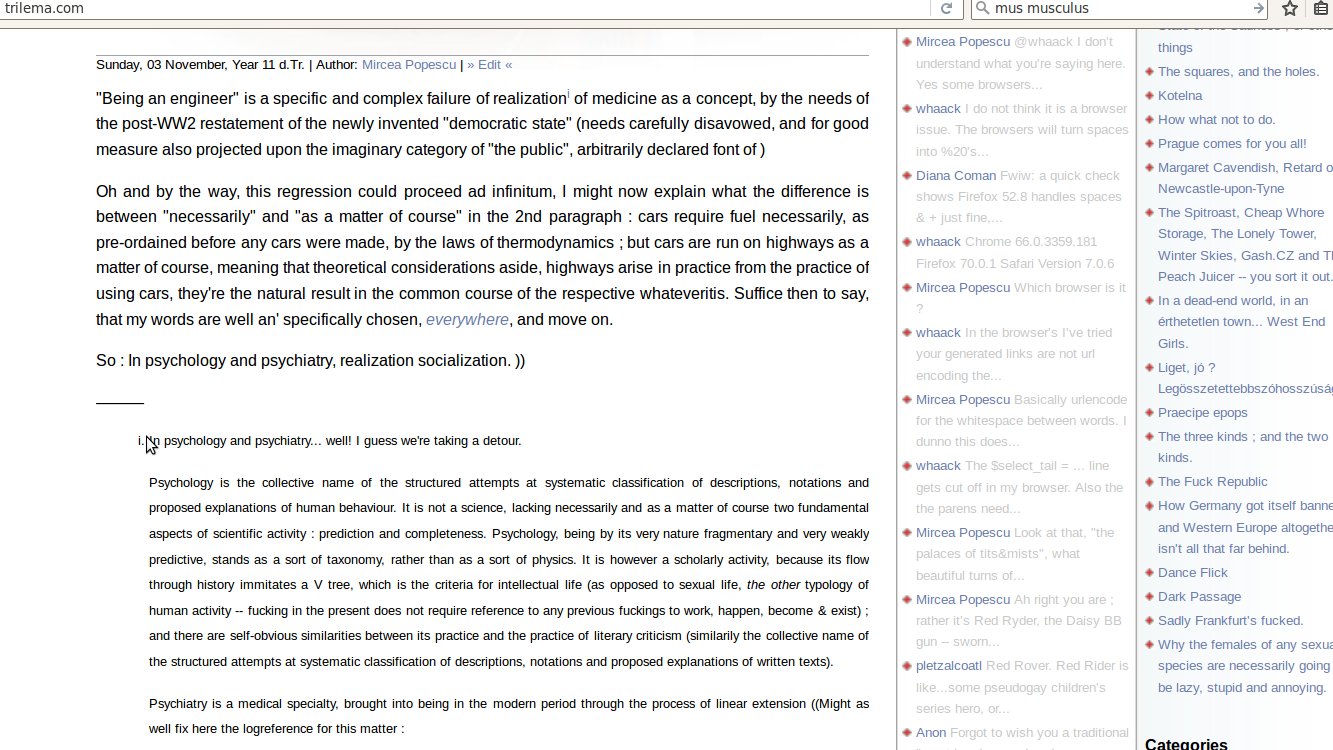 trilema.com
mus musculus
Sunday, 03 November, Year 11 d.Tr. | Author: Mircea Popescu | » Edit «
"Being an engineer" is a specific and complex failure of realizationi of medicine as a concept, by the needs of
the post-WW2 restatement of the newly invented "democratic state" (needs carefully disavowed, and for good
measure also projected upon the imaginary category of "the public", arbitrarily declared font of )
Oh and by the way, this regression could proceed ad infinitum, I might now explain what the difference is
between "necessarily" and "as a matter of course" in the 2nd paragraph : cars require fuel necessarily, as
pre-ordained before any cars were made, by the laws of thermodynamics ; but cars are run on highways as a
matter of course, meaning that theoretical considerations aside, highways arise in practice from the practice of
using cars, they're the natural result in the common course of the respective whateveritis. Suffice then to say,
that my words are well an' specifically chosen, everywhere, and move on.
So : In psychology and psychiatry, realization socialization. ))
i. In psychology and psychiatry... well! I guess we're taking a detour.
Psychology is the collective name of the structured attempts at systematic classification of descriptions, notations and
proposed explanations of human behaviour. It is not a science, lacking necessarily and as a matter of course two fundamental
aspects of scientific activity : prediction and completeness. Psychology, being by its very nature fragmentary and very weakly
predictive, stands as a sort of taxonomy, rather than as a sort of physics. It is however a scholarly activity, because its flow
through history immitates a V tree, which is the criteria for intellectual life (as opposed to sexual life, the other typology of
human activity -- fucking in the present does not require reference to any previous fuckings to work, happen, become & exist) ;
and there are self-obvious similarities between its practice and the practice of literary criticism (similarily the collective name of
the structured attempts at systematic classification of descriptions, notations and proposed explanations of written texts).
Psychiatry is a medical specialty, brought into being in the modern period through the process of linear extension ((Might as
well fix here the logreference for this matter :
Mircea Popescu @whaack I don't
understand what you're saying here.
Yes some browsers...
whaack I do not think it is a browser
issue. The browsers will turn spaces
into %20's...
Diana Coman Fwiw: a quick check
shows Firefox 52.8 handles spaces
& + just fine,...
whaack Chrome 66.0.3359.181
Firefox 70.0.1 Safari Version 7.0.6
Mircea Popescu Which browser is it
?
whaack In the browser's I've tried
your generated links are not url
encoding the...
Mircea Popescu Basically urlencode
for the whitespace between words. I
dunno this does...
whaack The $select_tail = ... line
gets cut off in my browser. Also the
the parens need...
Mircea Popescu Look at that, "the
palaces of tits&mists", what
beautiful turns of...
Mircea Popescu Ah right you are ;
rather it's Red Ryder, the Daisy BB
gun -- sworn...
pletzalcoatl Red Rover. Red Rider is
like...some pseudogay children's
series hero, or...
Anon Forgot to wish you a traditional
things
The squares, and the holes.
Kotelna
How what not to do.
Prague comes for you all!
Margaret Cavendish, Retard o
Newcastle-upon-Tyne
The Spitroast, Cheap Whore
Storage, The Lonely Tower,
Winter Skies, Gash.CZ and Th
Peach Juicer -- you sort it out.
In a dead-end world, in an
érthetetlen town... West End
Girls.
Liget, jó ?
Legösszetettebbszóhosszúság
Praecipe epops
The three kinds ; and the two
kinds.
The Fuck Republic
How Germany got itself banne
and Western Europe altogethe
isn't all that far behind.
Dance Flick
Dark Passage
Sadly Frankfurt's fucked.
Why the females of any sexua
species are necessarily going
be lazy, stupid and annoying.
Categories